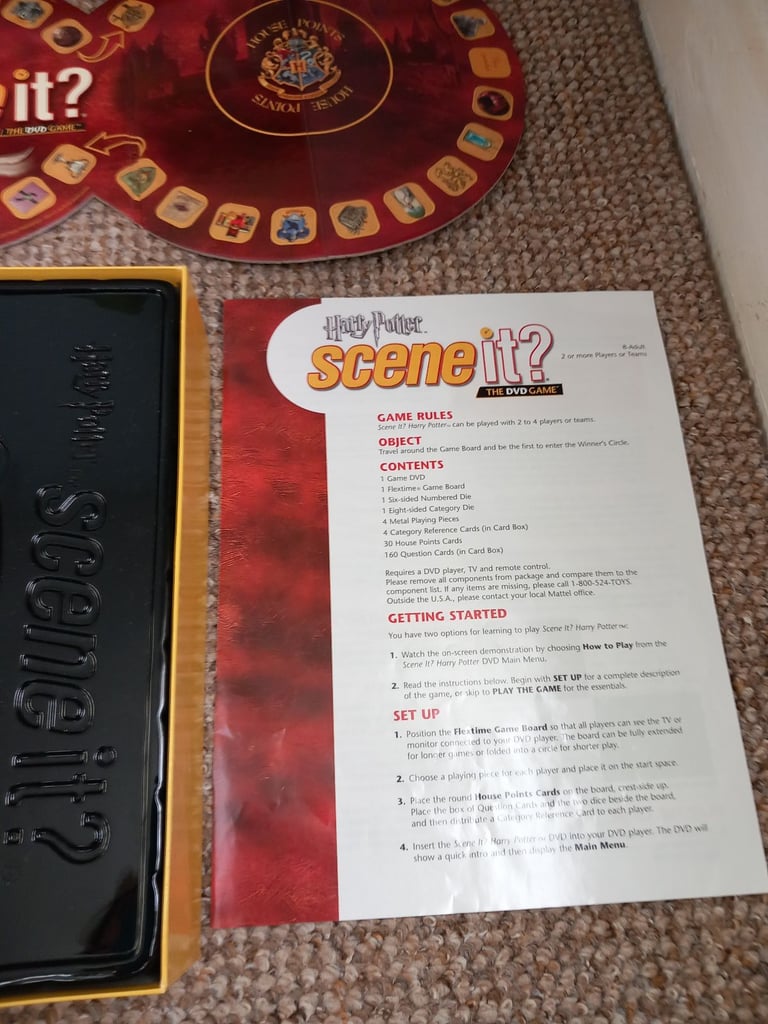 HOUSE POINTS
HOUSE POINTS
it?
THE DVD GAME
Harry Potter
scene it?
Harry Potter
scene it?
THE DVD GAME™
8-Adult
2 or more Players or Teams
GAME RULES
Scene It? Harry Potter™ can be played with 2 to 4 players or teams.
OBJECT
Travel around the Game Board and be the first to enter the Winner's Circle.
CONTENTS
1 Game DVD
1 Flextime® Game Board
1 Six-sided Numbered Die
1 Eight-sided Category Die
4 Metal Playing Pieces
4 Category Reference Cards (in Card Box)
30 House Points Cards
160 Question Cards (in Card Box)
Requires a DVD player, TV and remote control.
Please remove all components from package and compare them to the
component list. If any items are missing, please call 1-800-524-TOYS.
Outside the U.S.A., please contact your local Mattel office.
GETTING STARTED
You have two options for learning to play Scene It? Harry Potter™:
1. Watch the on-screen demonstration by choosing How to Play from the
Scene It? Harry Potter DVD Main Menu.
2. Read the instructions below. Begin with SET UP for a complete description
of the game, or skip to PLAY THE GAME for the essentials.
SET UP
1. Position the Flextime Game Board so that all players can see the TV or
monitor connected to your DVD player. The board can be fully extended
for longer games or folded into a circle for shorter play.
2. Choose a playing piece for each player and place it on the start space.
3. Place the round House Points Cards on the board, crest-side up.
Place the box of Question Cards and the two dice beside the board,
and then distribute a Category Reference Card to each player.
4. Insert the Scene It? Harry Potter™ DVD into your DVD player. The DVD will
show a quick intro and then display the Main Menu.